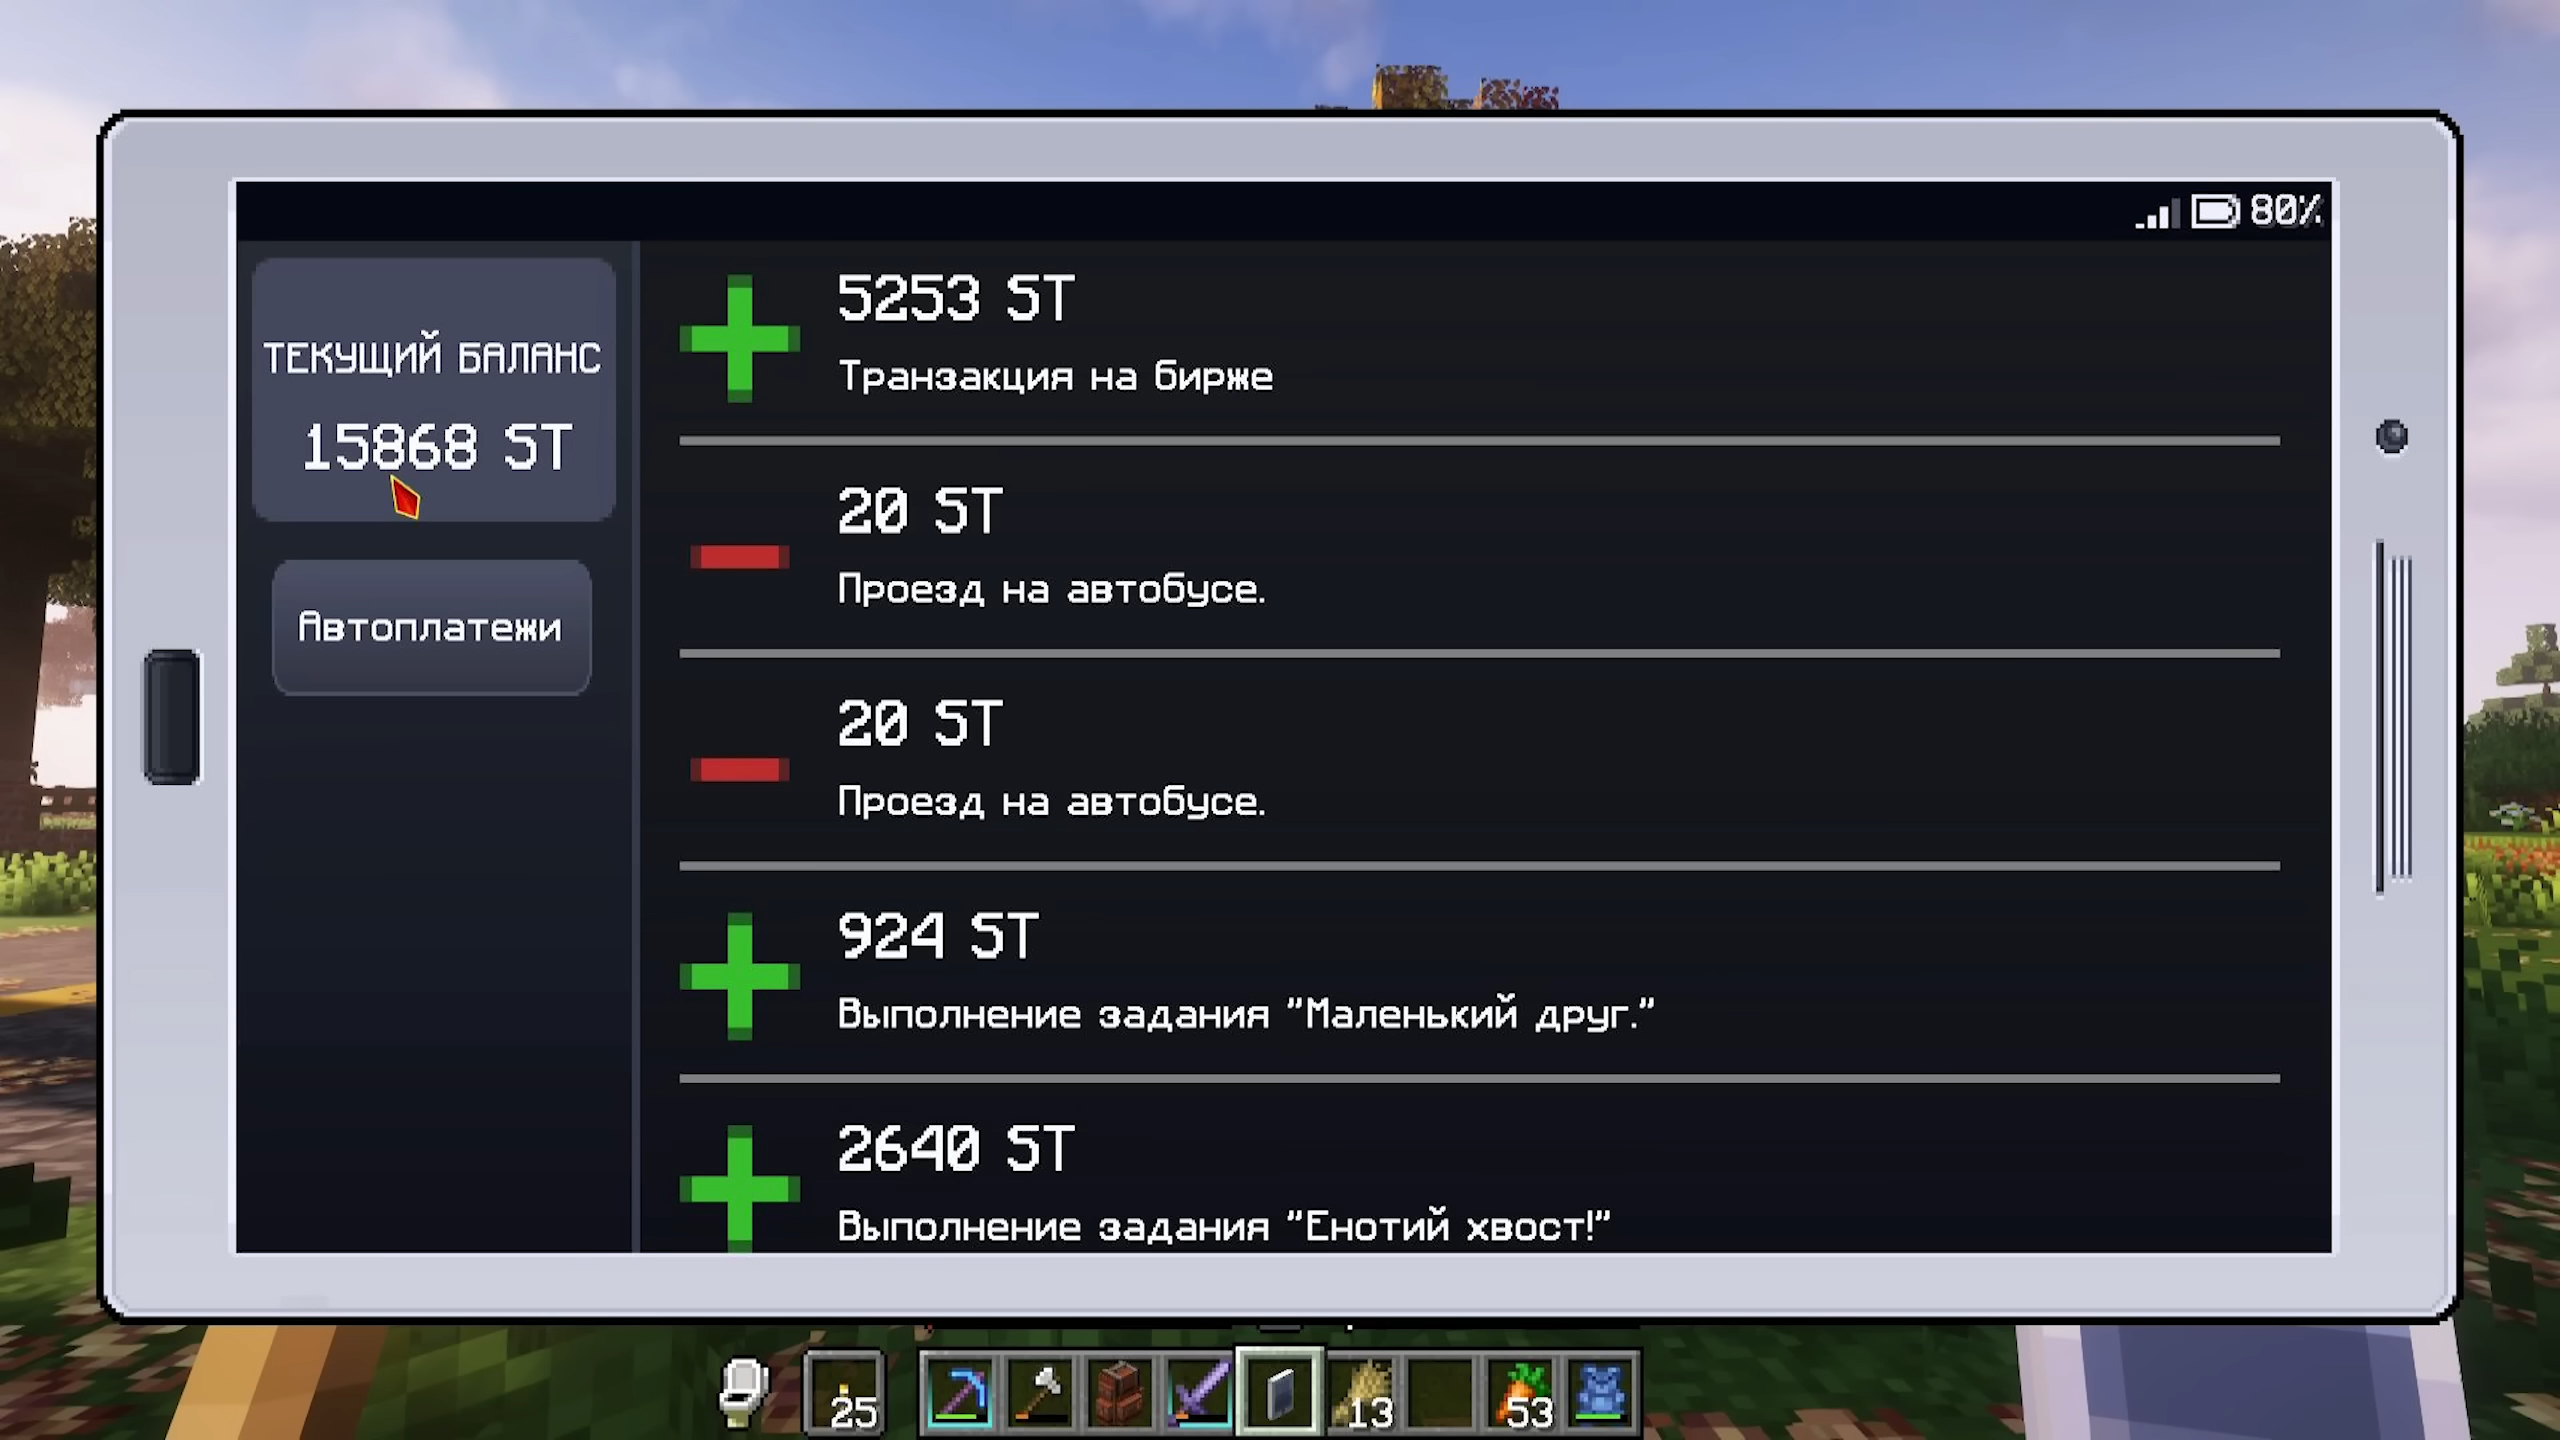 80%
ТЕКУЩИЙ БАЛАНС
15868 ST
Автоплатежи
5253 ST
Транзакция на бирже
20 ST
Проезд на автобусе.
20 ST
Проезд на автобусе.
924 ST
Выполнение задания "Маленький друг."
2640 ST
Выполнение задания "Енотий хвост!"
25
13
53